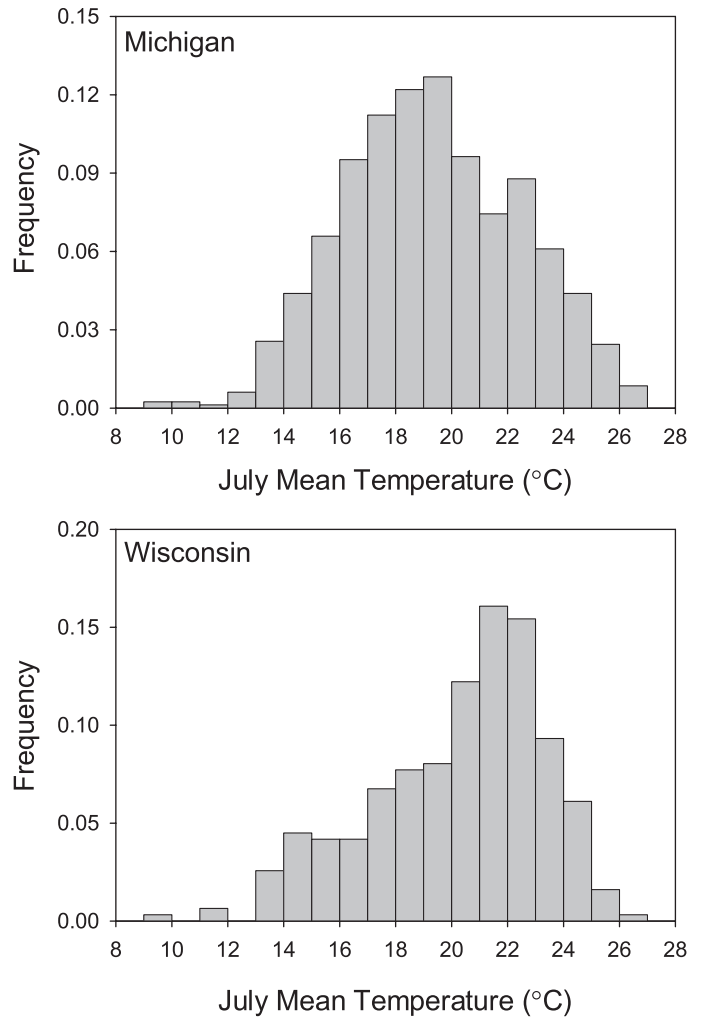 0.15
Michigan
0.12
0.09
0.06
0.03
0.00
Frequency
8 10 12 14 16 18 20 22 24 26 28
July Mean Temperature (°C)
0.20
Wisconsin
0.15
0.10
0.05
0.00
Frequency
8 10 12 14 16 18 20 22 24 26 28
July Mean Temperature (°C)